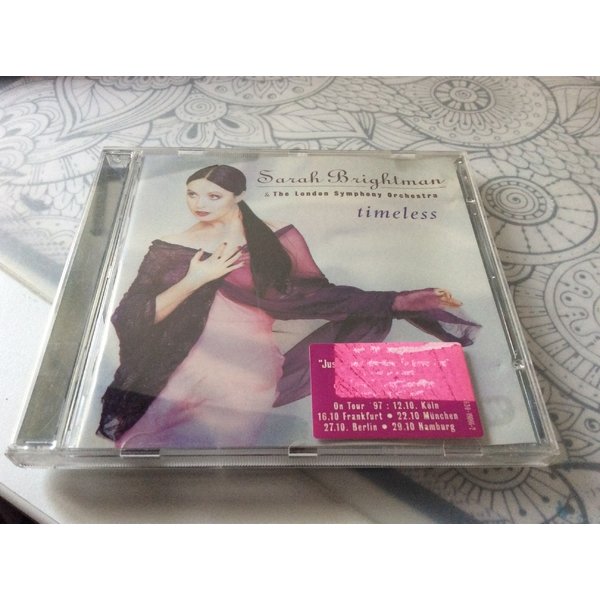 Sarah Brightman
& The London Symphony Orchestra
timeless
"Jus
On Tour '97 : 12.10. Köln
16.10 Frankfurt • 22.10 München
27.10. Berlin • 29.10 Hamburg